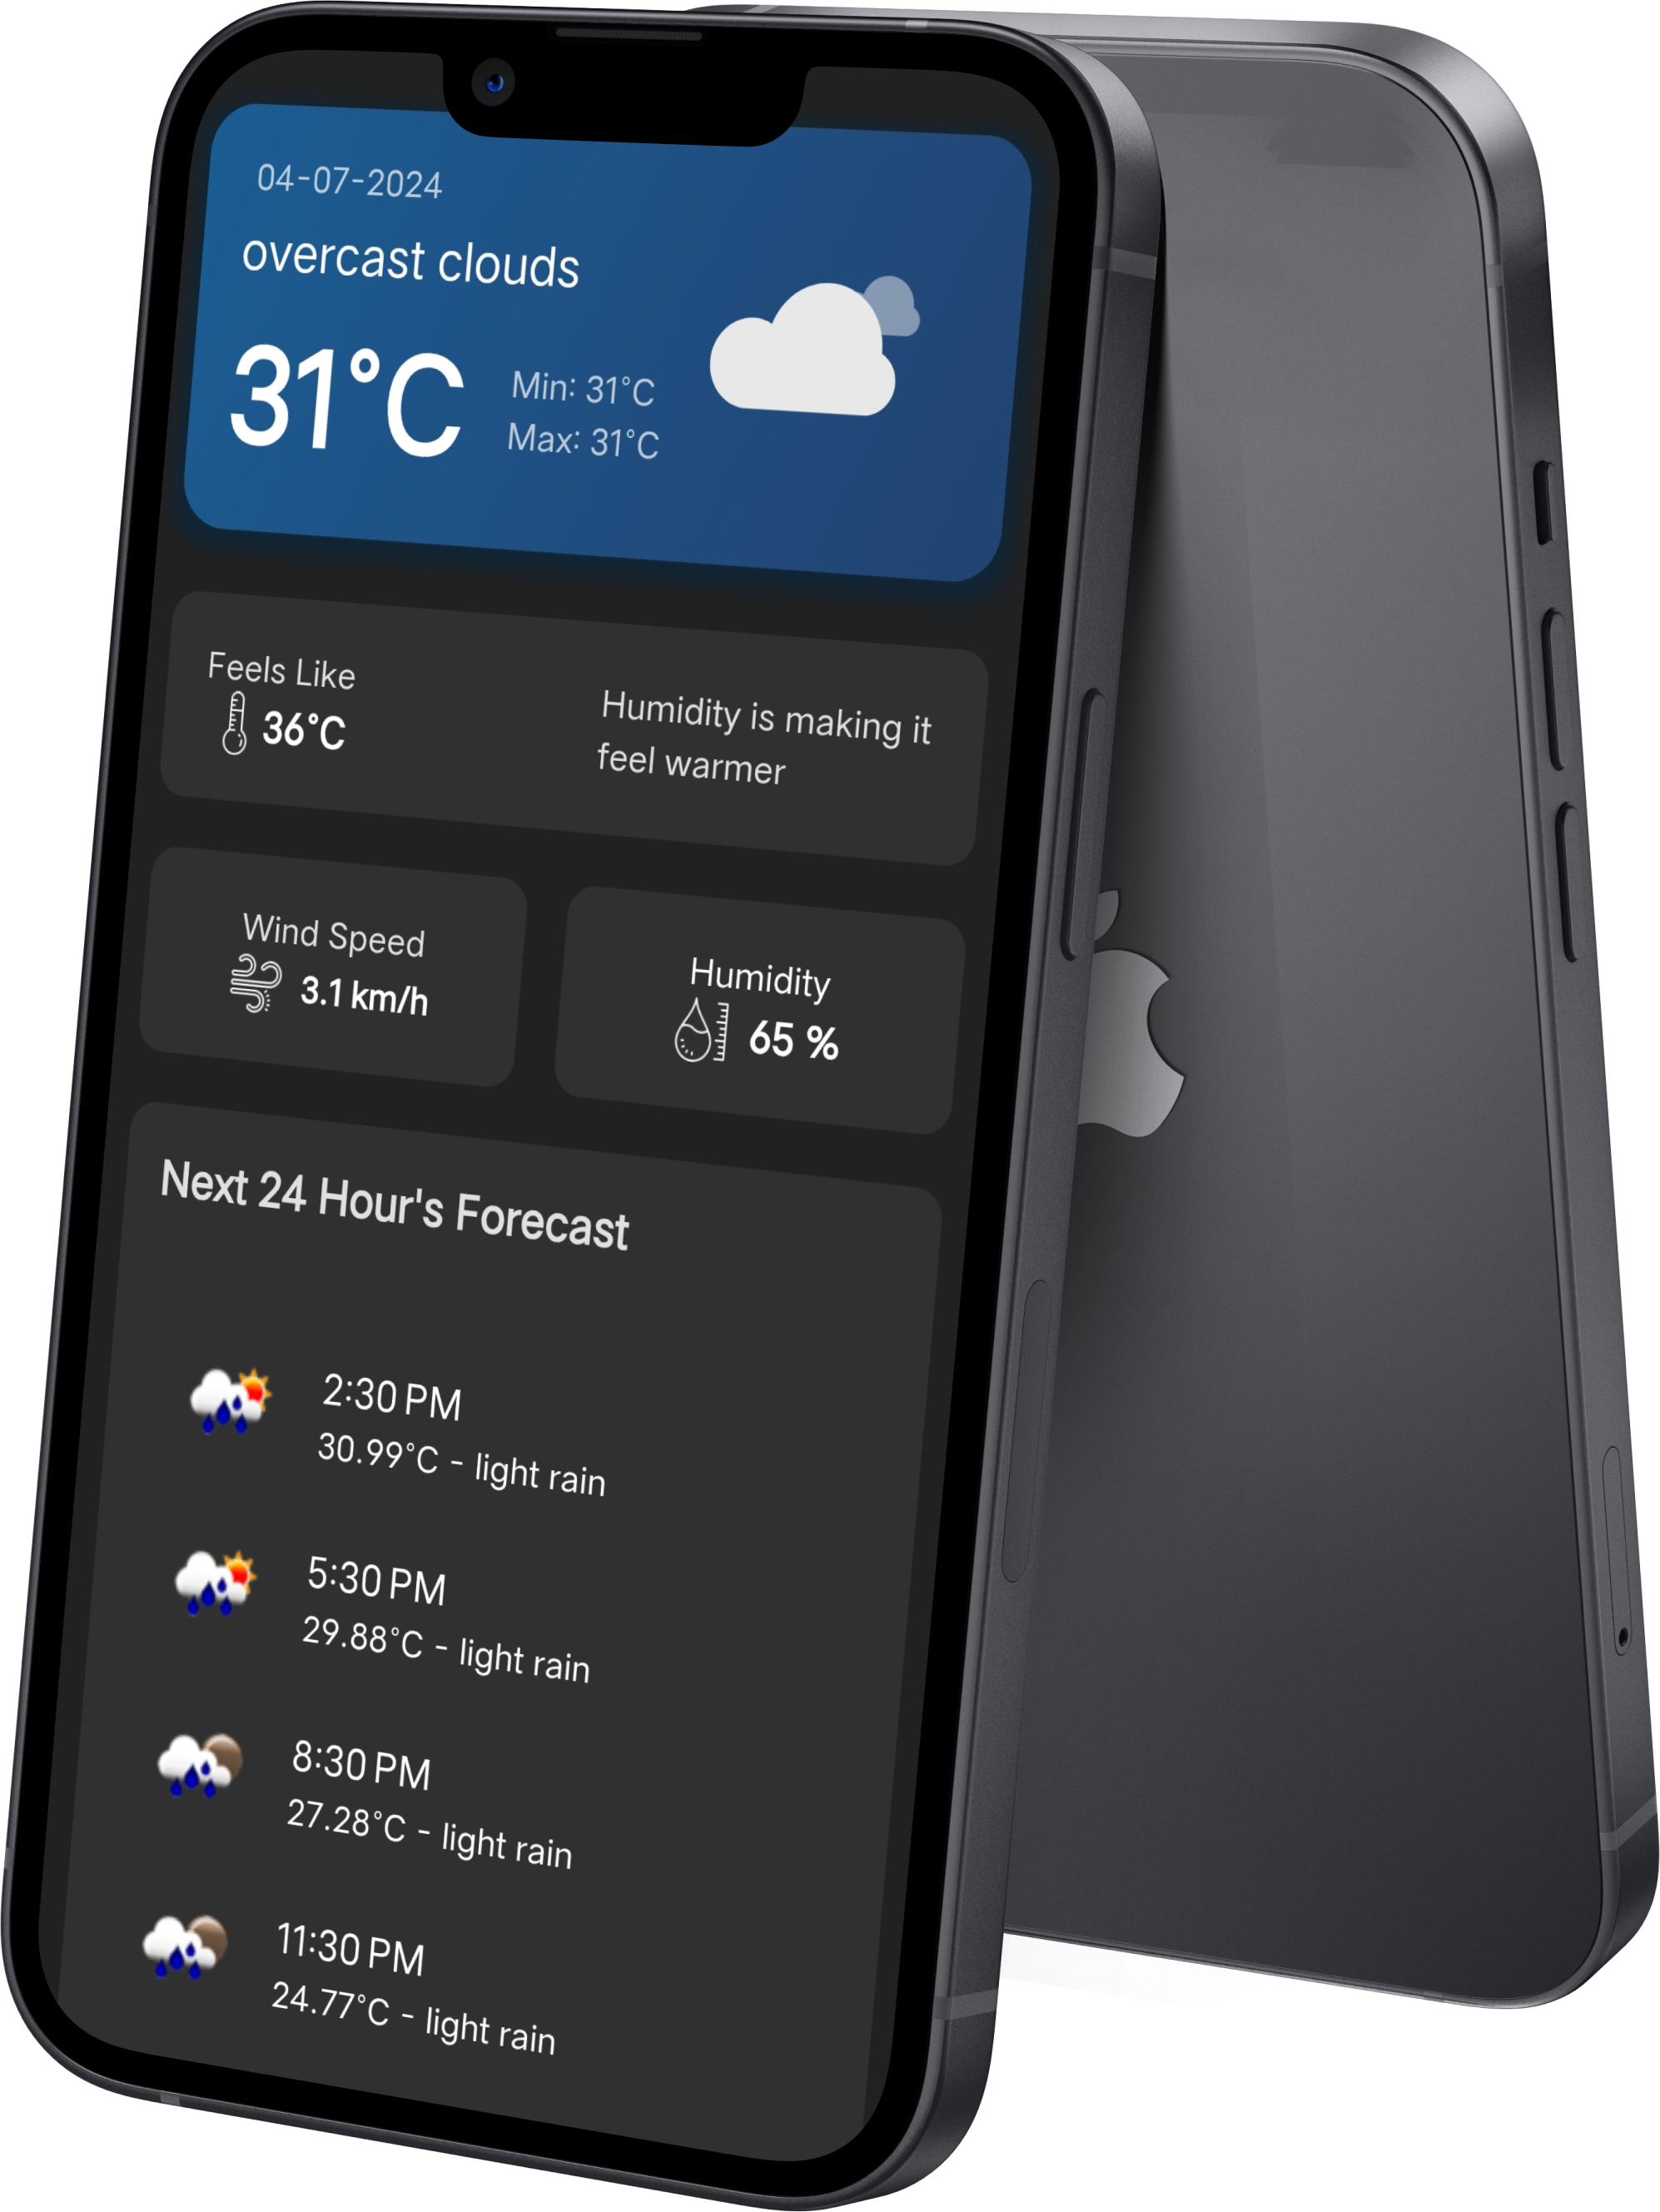 04-07-2024
overcast clouds
31°C
Min: 31°C
Max: 31°C
Feels Like
36°C
Humidity is making it
feel warmer
Wind Speed
3.1 km/h
Humidity
65 %
Next 24 Hour's Forecast
2:30 PM
30.99°C - light rain
5:30 PM
29.88°C - light rain
8:30 PM
27.28°C - light rain
11:30 PM
24.77°C - light rain